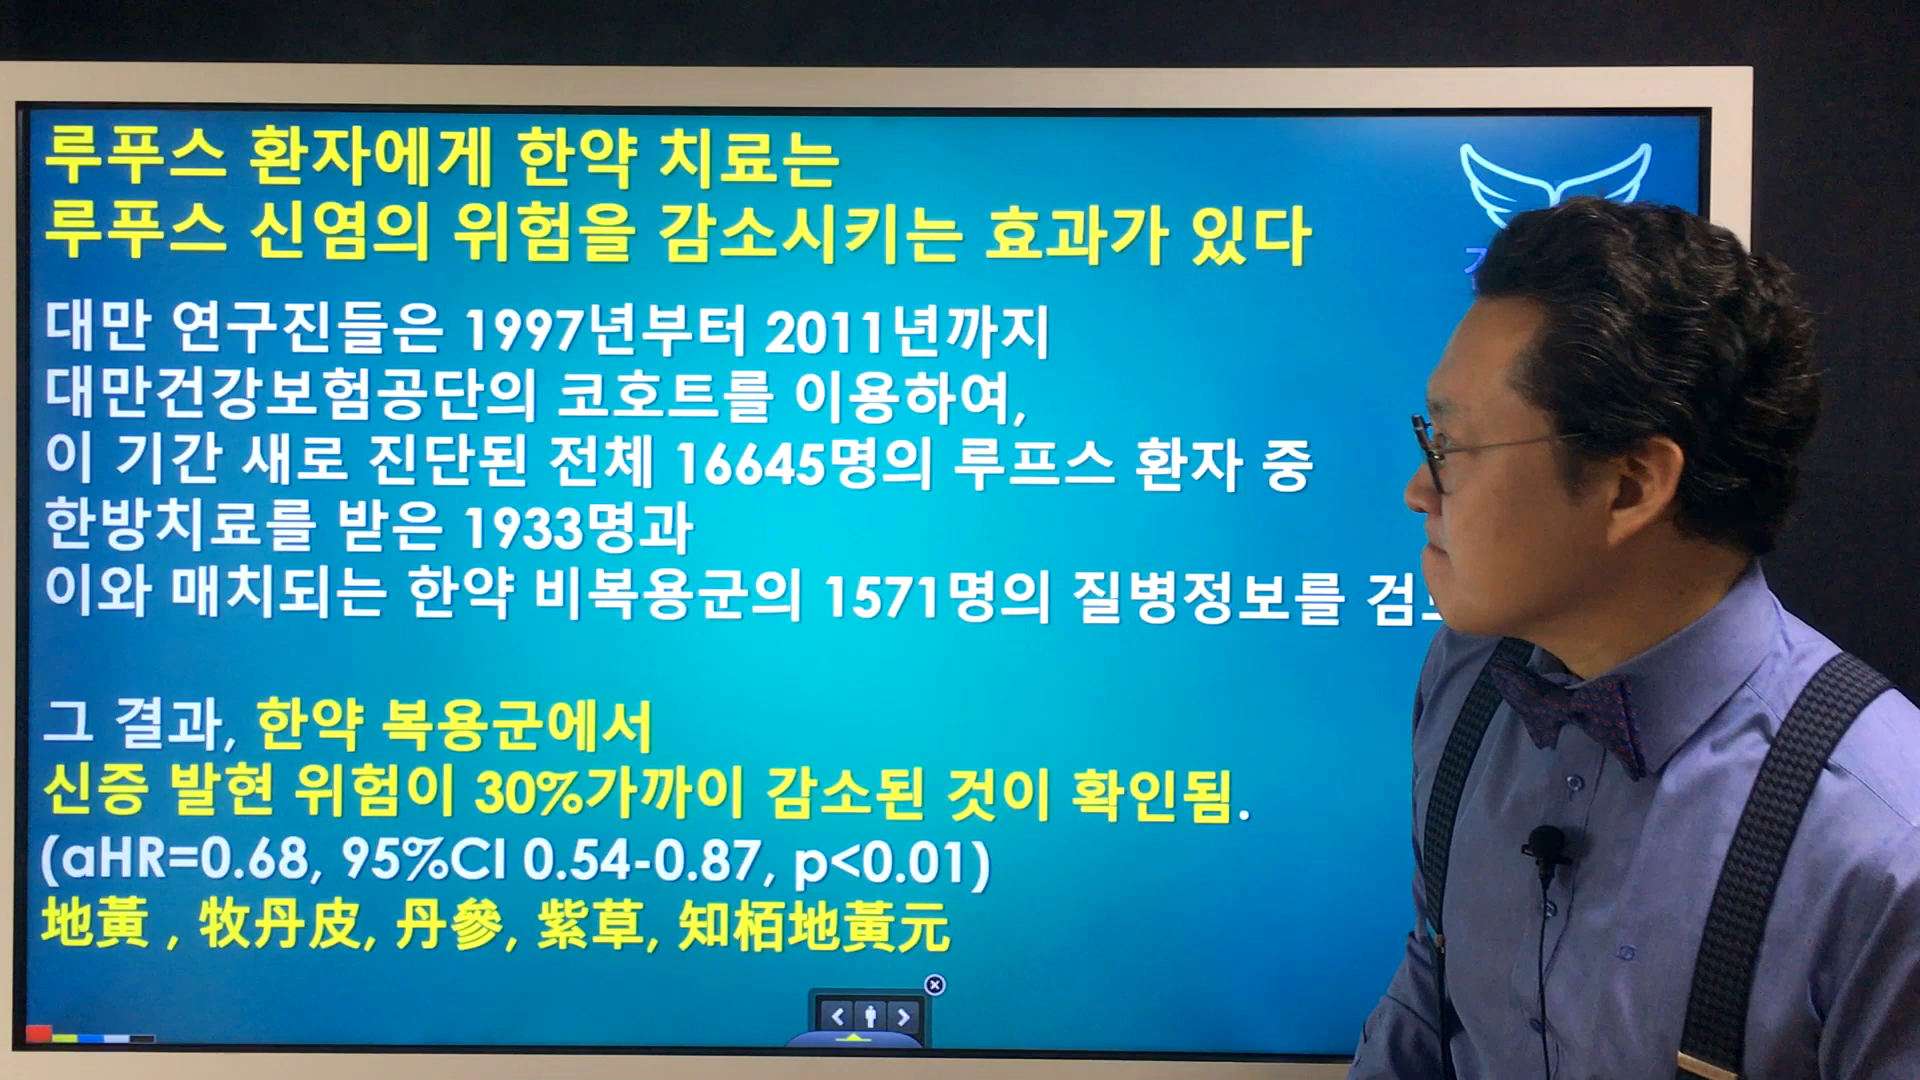 루푸스 환자에게 한약 치료는
루푸스 신염의 위험을 감소시키는 효과가 있다
대만 연구진들은 1997년부터 2011년까지
대만건강보험공단의 코호트를 이용하여,
이 기간 새로 진단된 전체 16645명의 루프스 환자 중
한방치료를 받은 1933명과
이와 매치되는 한약 비복용군의 1571명의 질병정보를
그 결과, 한약 복용군에서
신증 발현 위험이 30%가까이 감소된 것이 확인됨.
(aHR=0.68, 95%CI 0.54-0.87, p<0.01)
地黃 , 牧丹皮, 丹參, 紫草, 知栢地黃元